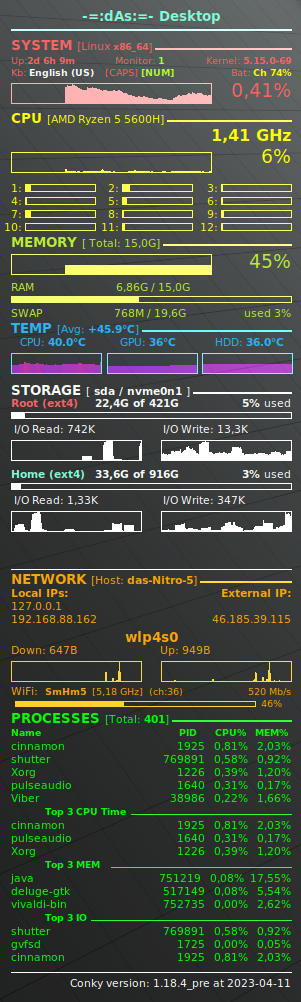 -=:dAs:=- Desktop
SYSTEM [Linux x86_64]
Up:2d 6h 9m Monitor: 1 Kernel: 5.15.0-69
Kb: English (US) [CAPS] [NUM] Bat: Ch 74%
0,41%
CPU [AMD Ryzen 5 5600H]
1,41 GHz
6%
1: 2: 3:
4: 5: 6:
7: 8: 9:
10: 11: 12:
MEMORY [ Total: 15,0G]
45%
RAM 6,86G / 15,0G
SWAP 768M / 19,6G used 3%
TEMP [Avg: +45.9°C]
CPU: 40.0°C GPU: 36°C HDD: 36.0°C
STORAGE [ sda / nvme0n1 ]
Root (ext4) 22,4G of 421G 5% used
I/O Read: 742K I/O Write: 13,3K
Home (ext4) 33,6G of 916G 3% used
I/O Read: 1,33K I/O Write: 347K
NETWORK [Host: das-Nitro-5]
Local IPs: External IP:
127.0.0.1
192.168.88.162 46.185.39.115
wlp4s0
Down: 647B Up: 949B
WiFi: SmHm5 [5,18 GHz] (ch:36) 520 Mb/s
46%
PROCESSES [Total: 401]
Name PID CPU% MEM%
cinnamon 1925 0,81% 2,03%
shutter 769891 0,58% 0,92%
Xorg 1226 0,39% 1,20%
pulseaudio 1640 0,31% 0,17%
Viber 38986 0,22% 1,66%
Top 3 CPU Time
cinnamon 1925 0,81% 2,03%
pulseaudio 1640 0,31% 0,17%
Xorg 1226 0,39% 1,20%
Top 3 MEM
java 751219 0,08% 17,55%
deluge-gtk 517149 0,08% 5,54%
vivaldi-bin 752735 0,00% 2,62%
Top 3 IO
shutter 769891 0,58% 0,92%
gvfsd 1725 0,00% 0,05%
cinnamon 1925 0,81% 2,03%
Conky version: 1.18.4_pre at 2023-04-11